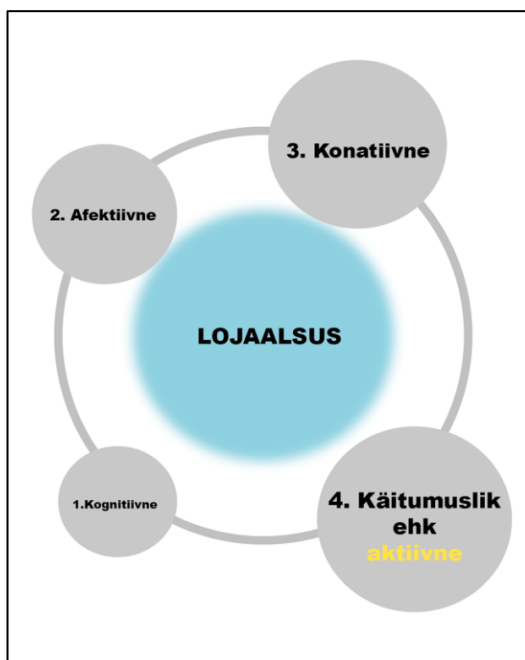 3. Konatiivne
2. Afektiivne
LOJAALSUS
1.Kognitiivne
4. Käitumuslik
ehk
aktiivne